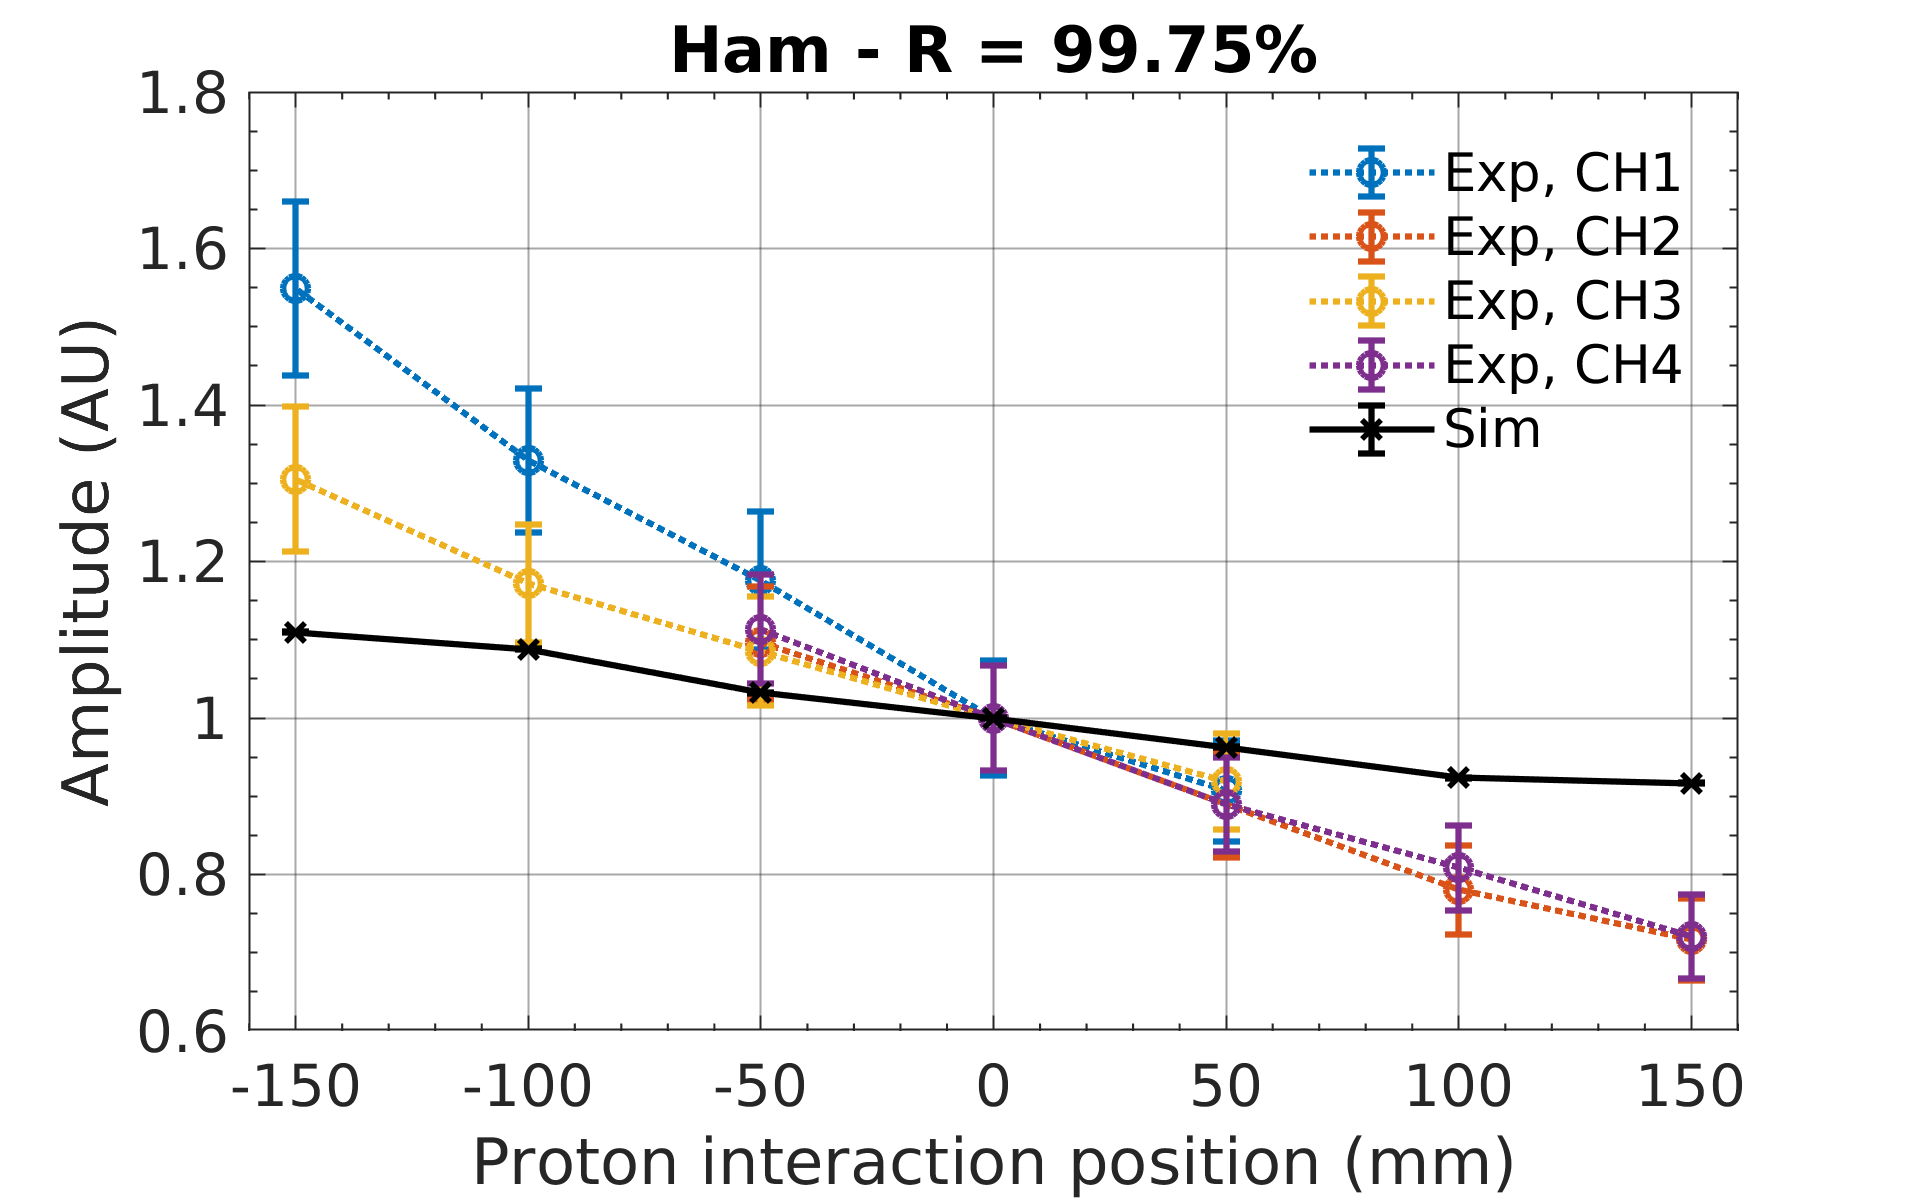 Ham - R = 99.75%
1.8
1.6
1.4
1.2
1
0.8
0.6
Amplitude (AU)
Exp, CH1
Exp, CH2
Exp, CH3
Exp, CH4
Sim
-150 -100 -50 0 50 100 150
Proton interaction position (mm)